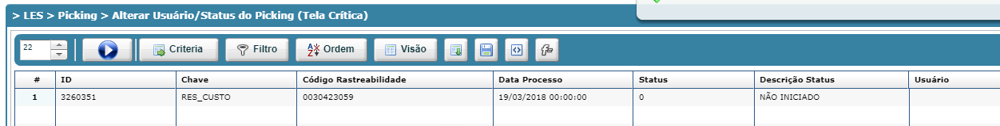 > LES > Picking > Alterar Usuário/Status do Picking (Tela Crítica)
22 Criteria Filtro Ordem Visão
# ID Chave Código Rastreabilidade Data Processo Status Descrição Status Usuário
1 3260351 RES_CUSTO 0030423059 19/03/2018 00:00:00 0 NÃO INICIADO